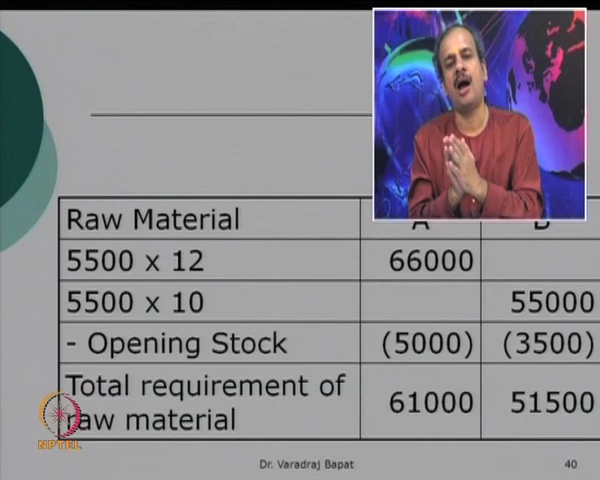 Raw Material A B
5500 x 12 66000
5500 x 10 55000
- Opening Stock (5000) (3500)
Total requirement of
raw material 61000 51500
NPTEL
Dr. Varadraj Bapat 40